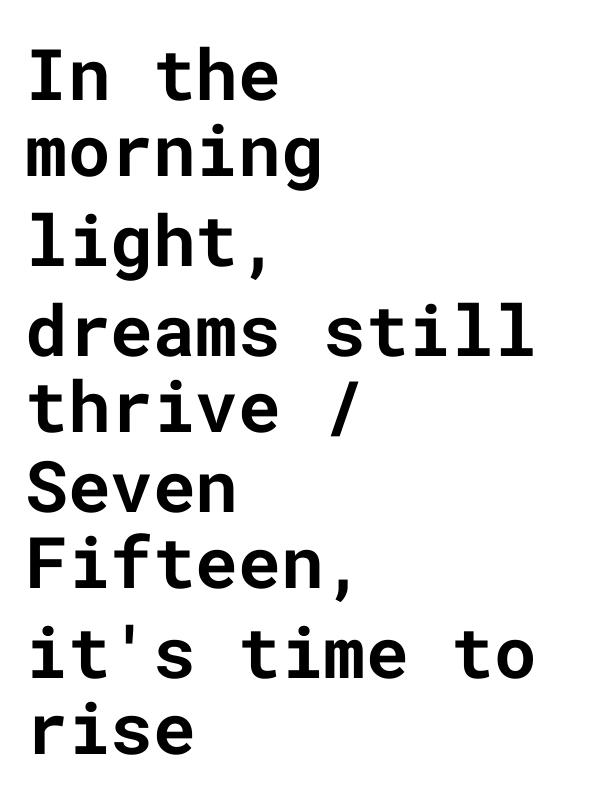 In the
morning
light,
dreams still
thrive /
Seven
Fifteen,
it's time to
rise